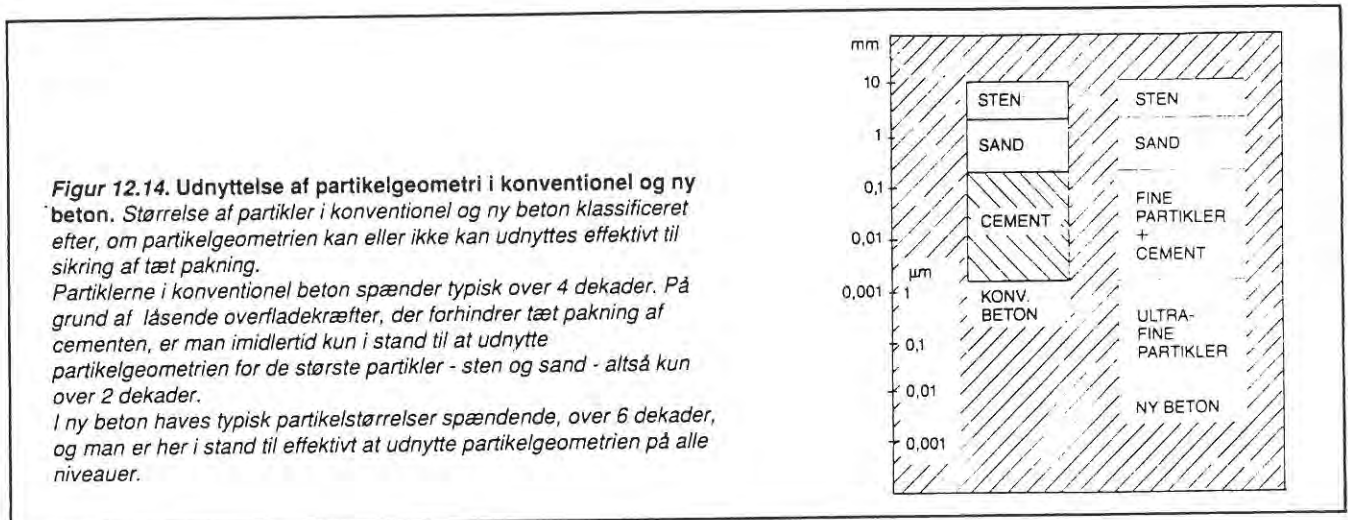 Figur 12.14. Udnyttelse af partikelgeometri i konventionel og ny
beton. Størrelse af partikler i konventionel og ny beton klassificeret
efter, om partikelgeometrien kan eller ikke kan udnyttes effektivt til
sikring af tæt pakning.
Partiklerne i konventionel beton spænder typisk over 4 dekader. På
grund af låsende overfladekræfter, der forhindrer tæt pakning af
cementen, er man imidlertid kun i stand til at udnytte
partikelgeometrien for de største partikler - sten og sand - altså kun
over 2 dekader.
I ny beton haves typisk partikelstørrelser spændende, over 6 dekader,
og man er her i stand til effektivt at udnytte partikelgeometrien på alle
niveauer.
mm
10
1
0,1
0,01
0,001
µm
1
0,1
0,01
0,001
STEN
SAND
CEMENT
KONV.
BETON
STEN
SAND
FINE
PARTIKLER
+
CEMENT
ULTRA-
FINE
PARTIKLER
NY BETON